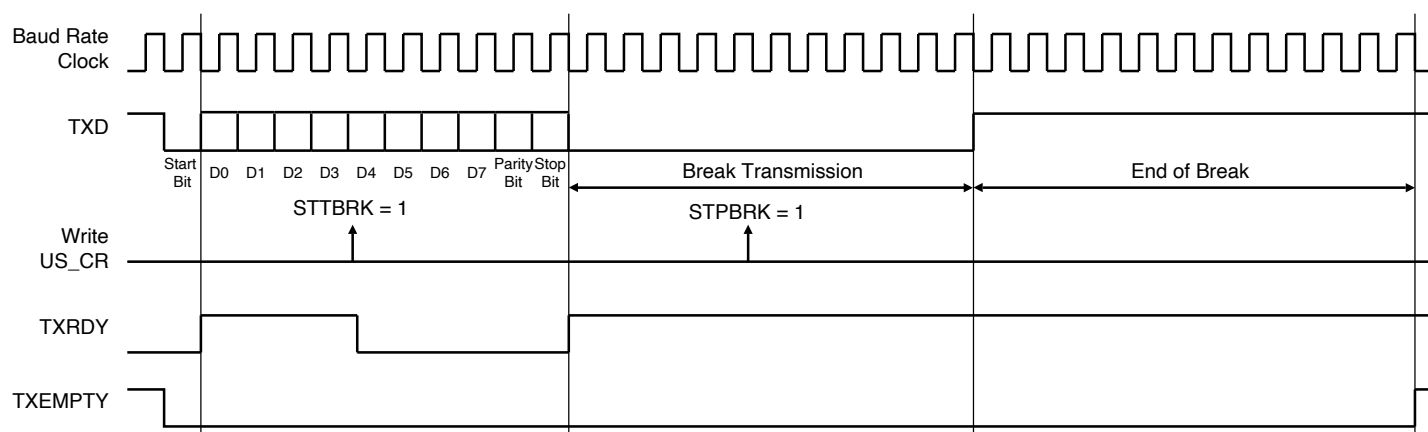 Baud Rate
Clock
TXD
Start
Bit
D0 D1 D2 D3 D4 D5 D6 D7
Parity
Bit
Stop
Bit
Break Transmission
End of Break
STTBRK = 1
STPBRK = 1
Write
US_CR
TXRDY
TXEMPTY